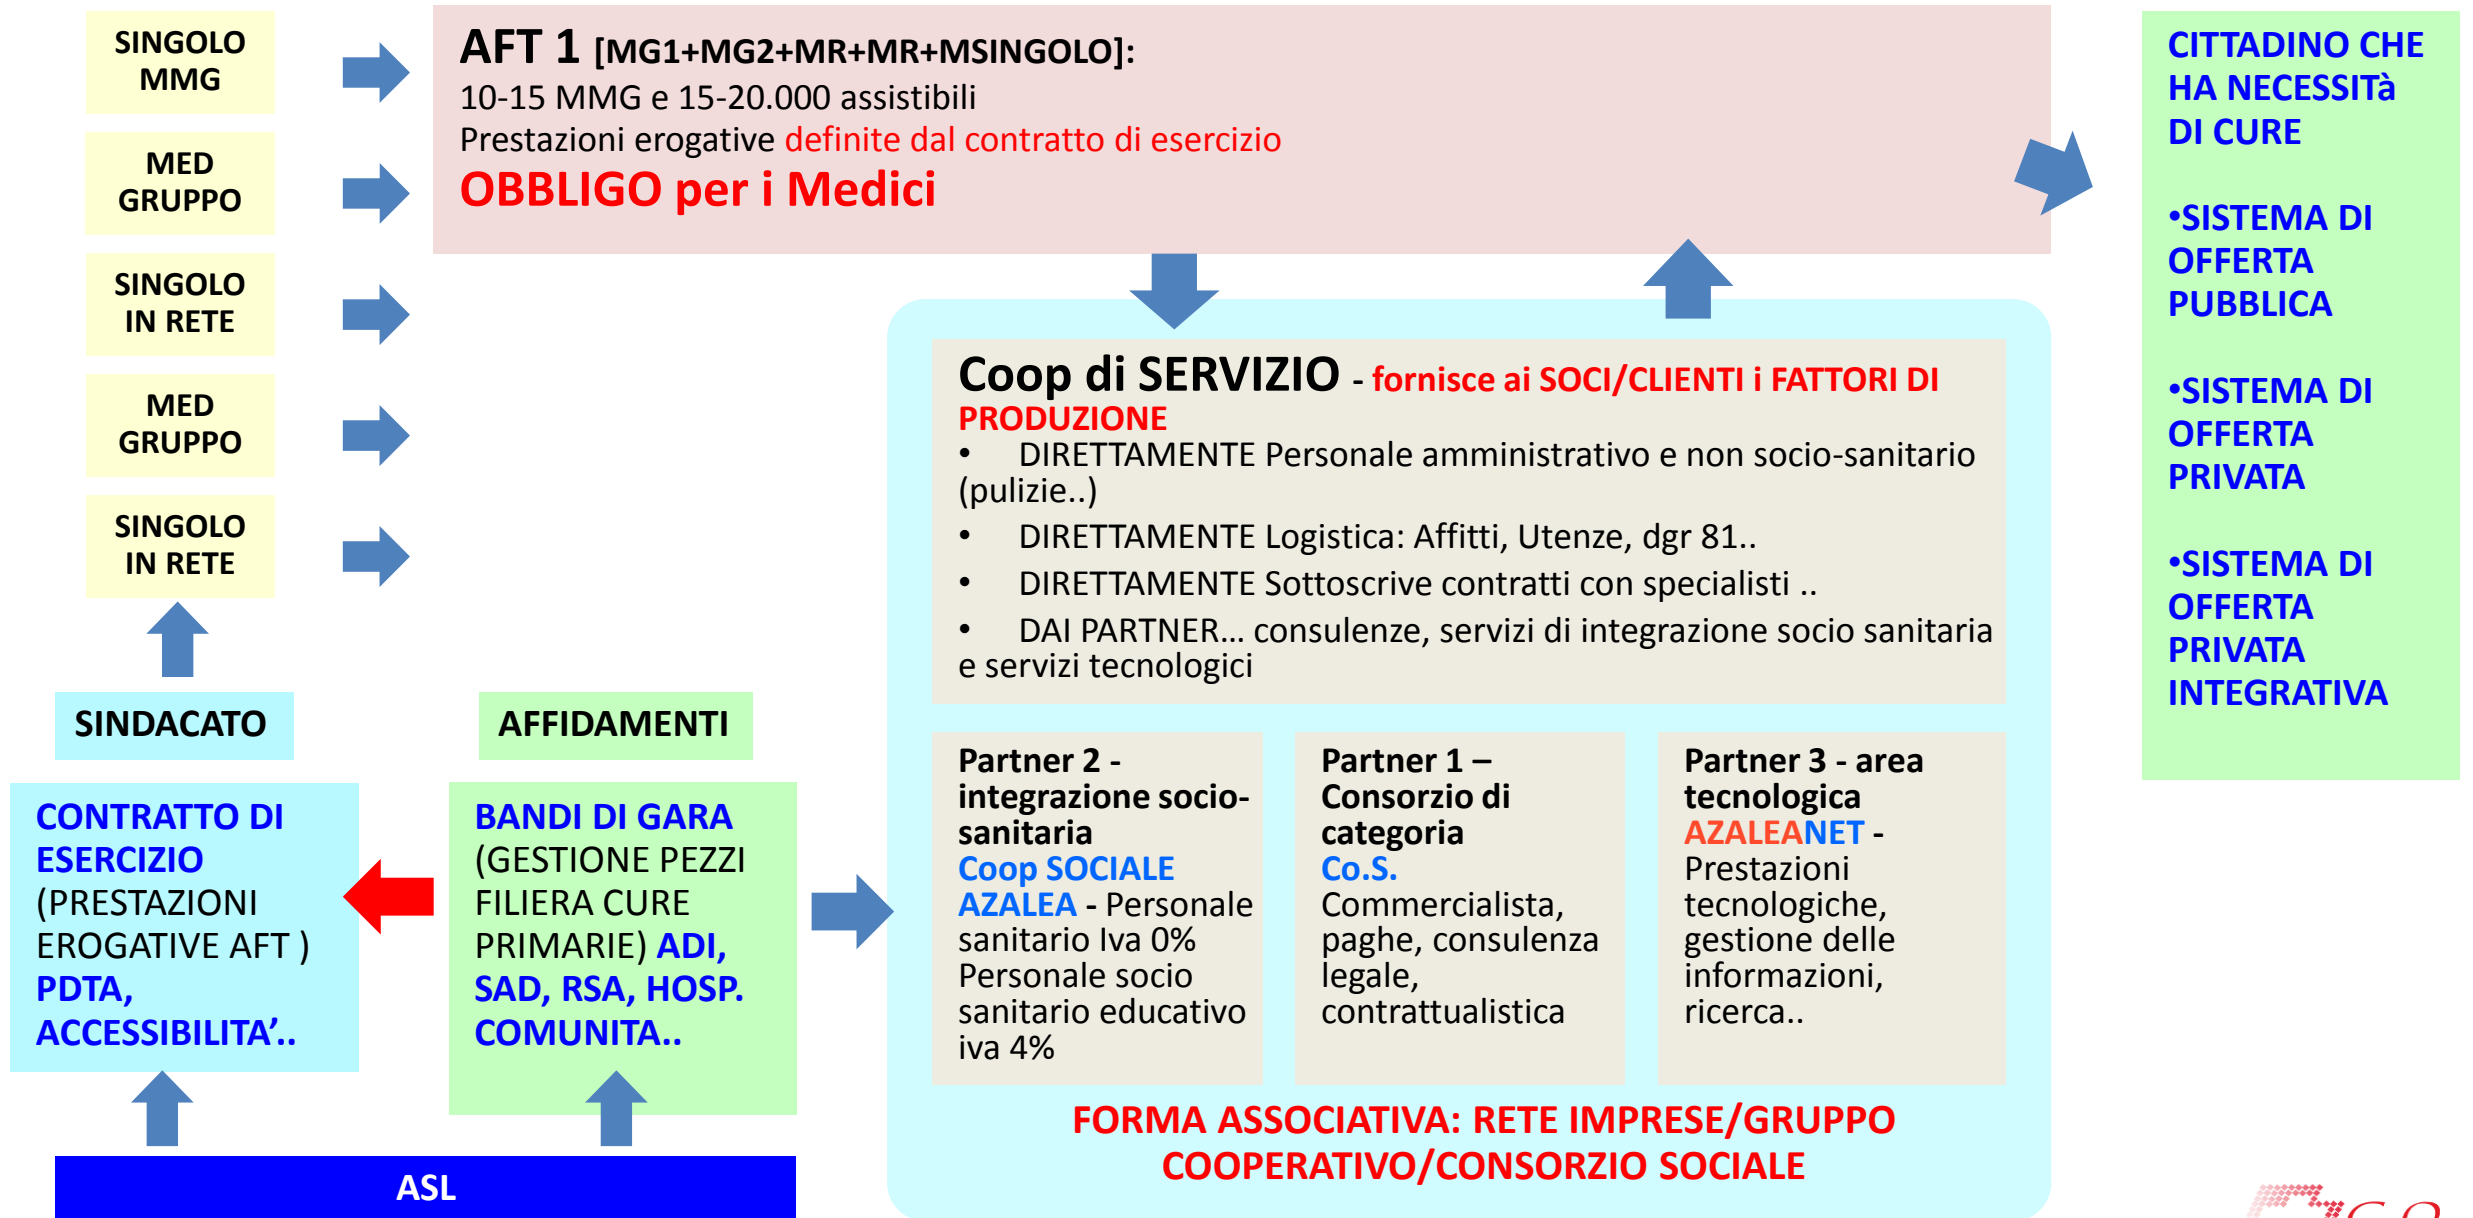 SINGOLO
MMG
MED
GRUPPO
SINGOLO
IN RETE
MED
GRUPPO
SINGOLO
IN RETE
SINDACATO
CONTRATTO DI
ESERCIZIO
(PRESTAZIONI
EROGATIVE AFT )
PDTA,
ACCESSIBILITA’..
AFFIDAMENTI
BANDI DI GARA
(GESTIONE PEZZI
FILIERA CURE
PRIMARIE) ADI,
SAD, RSA, HOSP.
COMUNITA..
ASL
AFT 1 [MG1+MG2+MR+MR+MSINGOLO]:
10-15 MMG e 15-20.000 assistibili
Prestazioni erogative definite dal contratto di esercizio
OBBLIGO per i Medici
Coop di SERVIZIO - fornisce ai SOCI/CLIENTI i FATTORI DI
PRODUZIONE
• DIRETTAMENTE Personale amministrativo e non socio-sanitario
(pulizie..)
• DIRETTAMENTE Logistica: Affitti, Utenze, dgr 81..
• DIRETTAMENTE Sottoscrive contratti con specialisti ..
• DAI PARTNER... consulenze, servizi di integrazione socio sanitaria
e servizi tecnologici
Partner 2 -
integrazione socio-
sanitaria
Coop SOCIALE
AZALEA - Personale
sanitario Iva 0%
Personale socio
sanitario educativo
iva 4%
Partner 1 –
Consorzio di
categoria
Co.S.
Commercialista,
paghe, consulenza
legale,
contrattualistica
Partner 3 - area
tecnologica
AZALEANET -
Prestazioni
tecnologiche,
gestione delle
informazioni,
ricerca..
FORMA ASSOCIATIVA: RETE IMPRESE/GRUPPO
COOPERATIVO/CONSORZIO SOCIALE
CITTADINO CHE
HA NECESSITà
DI CURE
•SISTEMA DI
OFFERTA
PUBBLICA
•SISTEMA DI
OFFERTA
PRIVATA
•SISTEMA DI
OFFERTA
PRIVATA
INTEGRATIVA